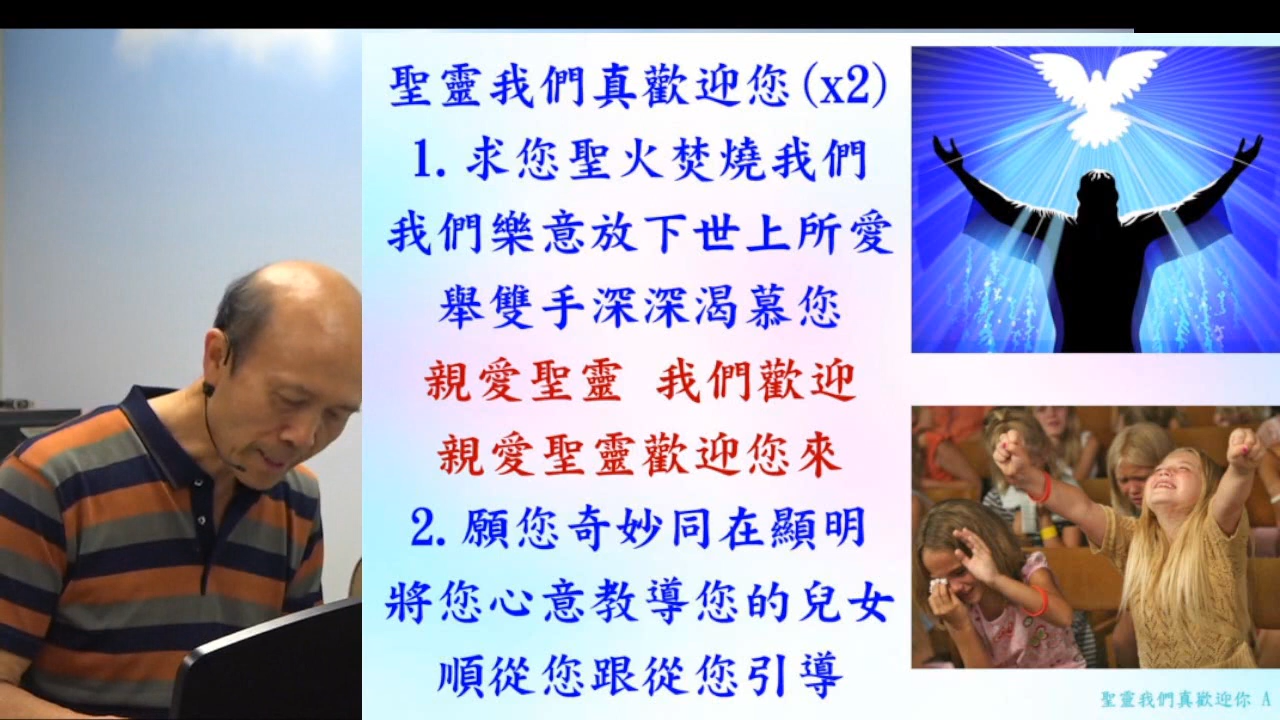 聖靈我們真歡迎您(x2)
1.求您聖火焚燒我們
我們樂意放下世上所愛
舉雙手深深渴慕您
親愛聖靈 我們歡迎
親愛聖靈歡迎您來
2.願您奇妙同在顯明
將您心意教導您的兒女
順從您跟從您引導
聖靈我們真歡迎你 A